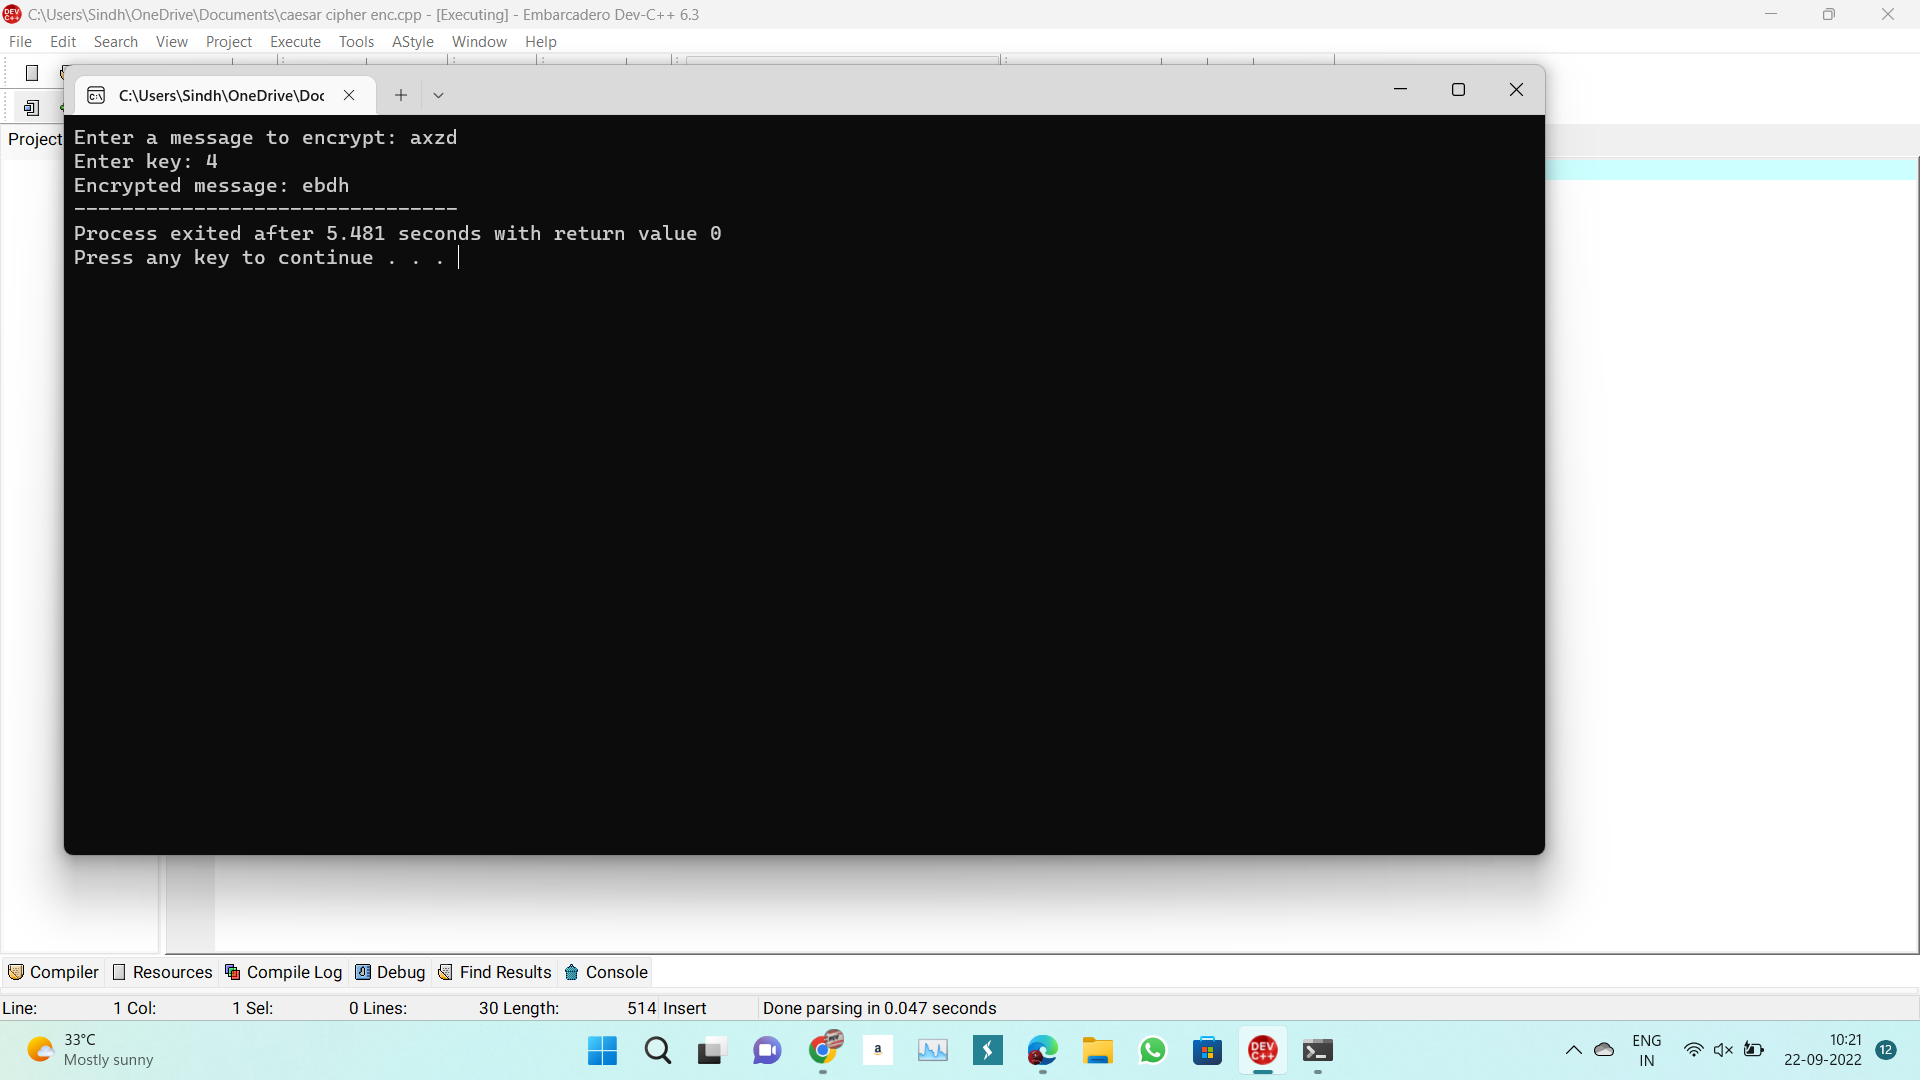 C:\Users\Sindh\OneDrive\Documents\caesar cipher enc.cpp - [Executing] - Embarcadero Dev-C++ 6.3
File Edit Search View Project Execute Tools AStyle Window Help
C:\Users\Sindh\OneDrive\Doc
Project
Enter a message to encrypt: axzd
Enter key: 4
Encrypted message: ebdh
--------------------------------
Process exited after 5.481 seconds with return value 0
Press any key to continue . . .
Compiler Resources Compile Log Debug Find Results Console
Line: 1 Col: 1 Sel: 0 Lines: 30 Length: 514 Insert Done parsing in 0.047 seconds
33°C
Mostly sunny
DEV C++
ENG
IN
10:21
22-09-2022
12